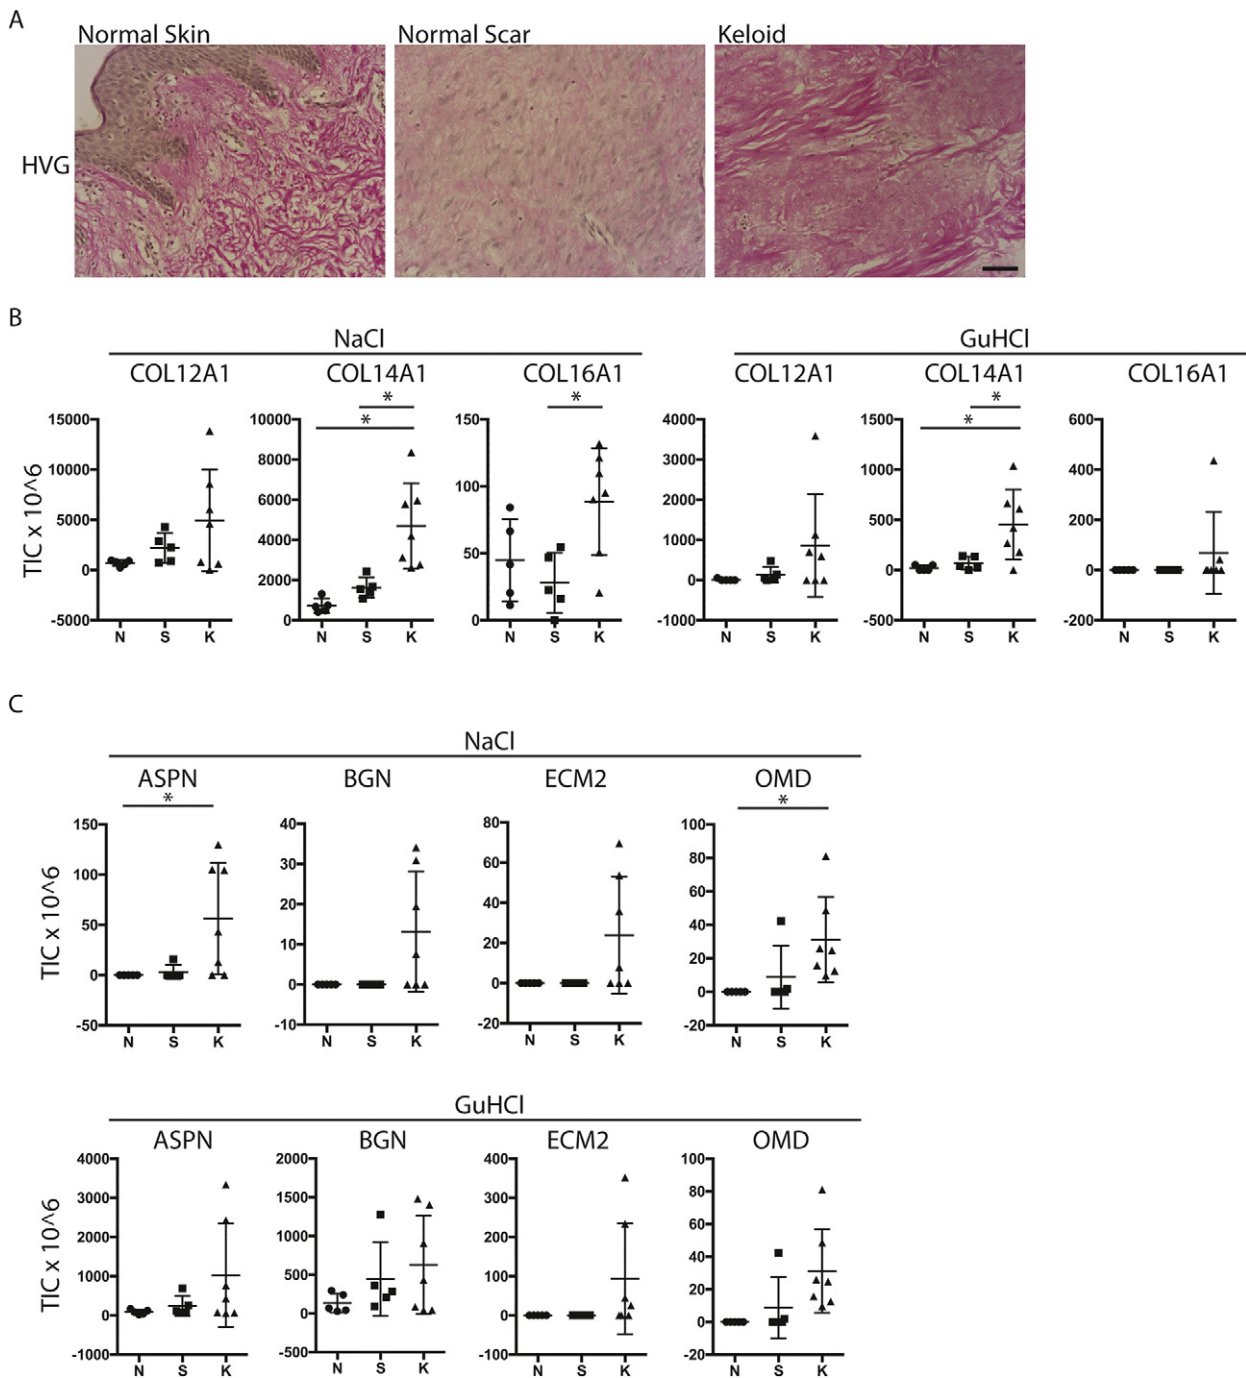 A
Normal Skin Normal Scar Keloid
HVG
B
NaCl GuHCl
COL12A1 COL14A1 COL16A1 COL12A1 COL14A1 COL16A1
* * * * *
TIC x 10^6
15000 10000 5000 0 -5000
N S K
10000 8000 6000 4000 2000 0
N S K
150 100 50 0
N S K
4000 3000 2000 1000 0 -1000
N S K
1500 1000 500 0 -500
N S K
600 400 200 0 -200
N S K
C
NaCl
ASPN BGN ECM2 OMD
* *
TIC x 10^6
150 100 50 0 -50
N S K
40 30 20 10 0 -10
N S K
80 60 40 20 0 -20
N S K
100 80 60 40 20 0 -20
N S K
GuHCl
ASPN BGN ECM2 OMD
TIC x 10^6
4000 3000 2000 1000 0 -1000
N S K
2000 1500 1000 500 0 -500
N S K
400 300 200 100 0 -100
N S K
100 80 60 40 20 0 -20
N S K